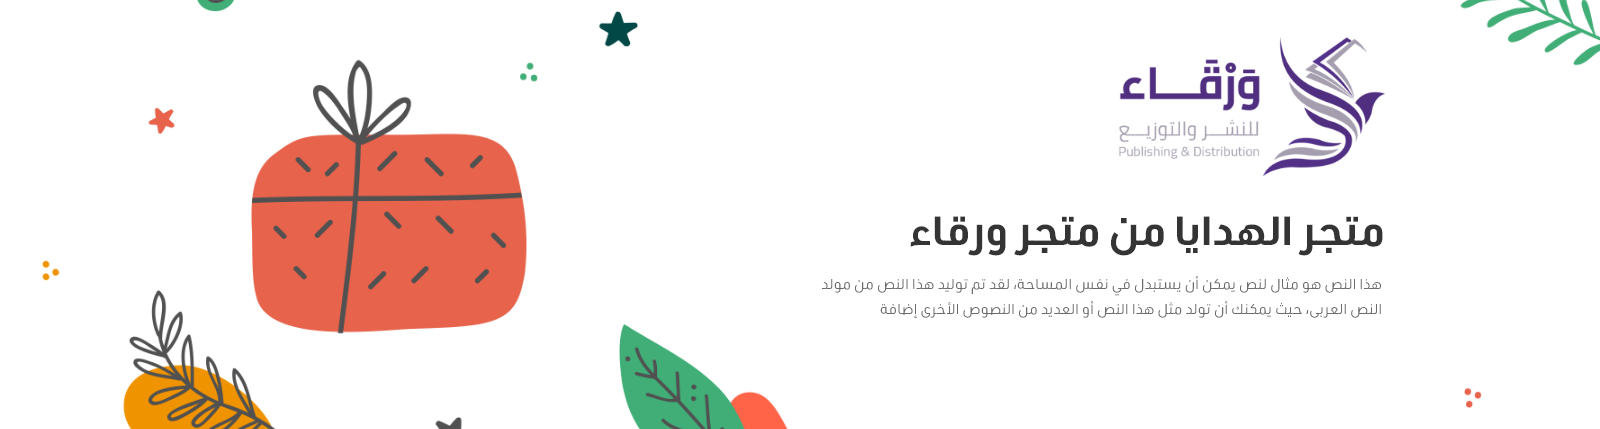 وَرْقَاء
للنشر والتوزيع
Publishing & Distribution
متجر الهدايا من متجر ورقاء
هذا النص هو مثال لنص يمكن أن يستبدل في نفس المساحة، لقد تم توليد هذا النص من مولد
النص العربى، حيث يمكنك أن تولد مثل هذا النص أو العديد من النصوص الأخرى إضافة